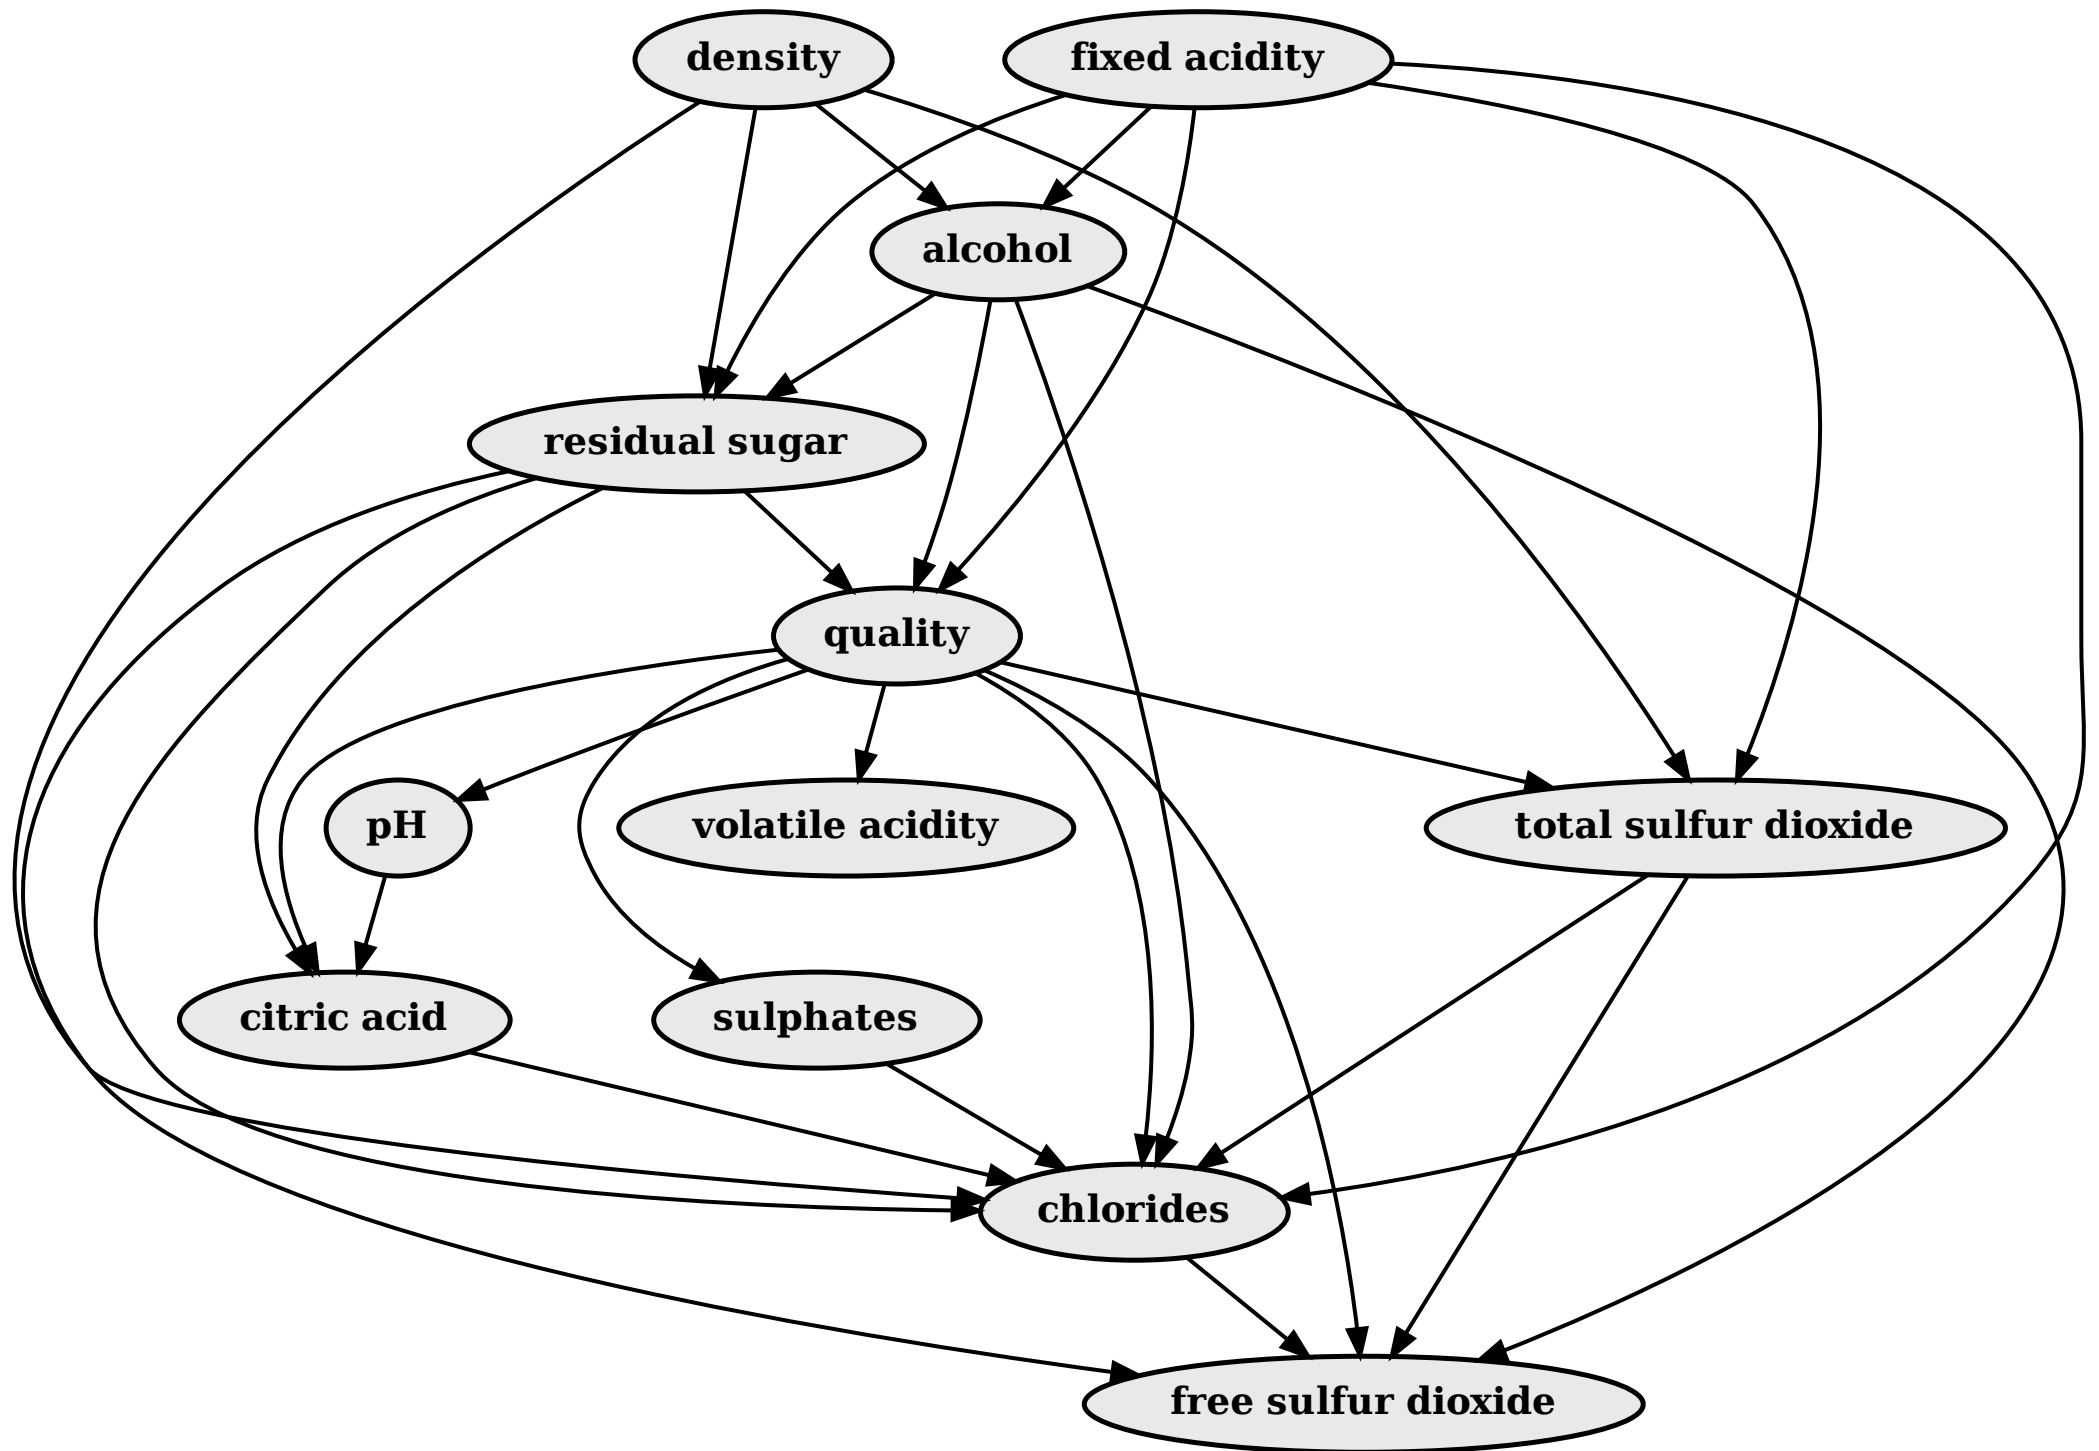 density
fixed acidity
alcohol
residual sugar
quality
pH
volatile acidity
total sulfur dioxide
citric acid
sulphates
chlorides
free sulfur dioxide